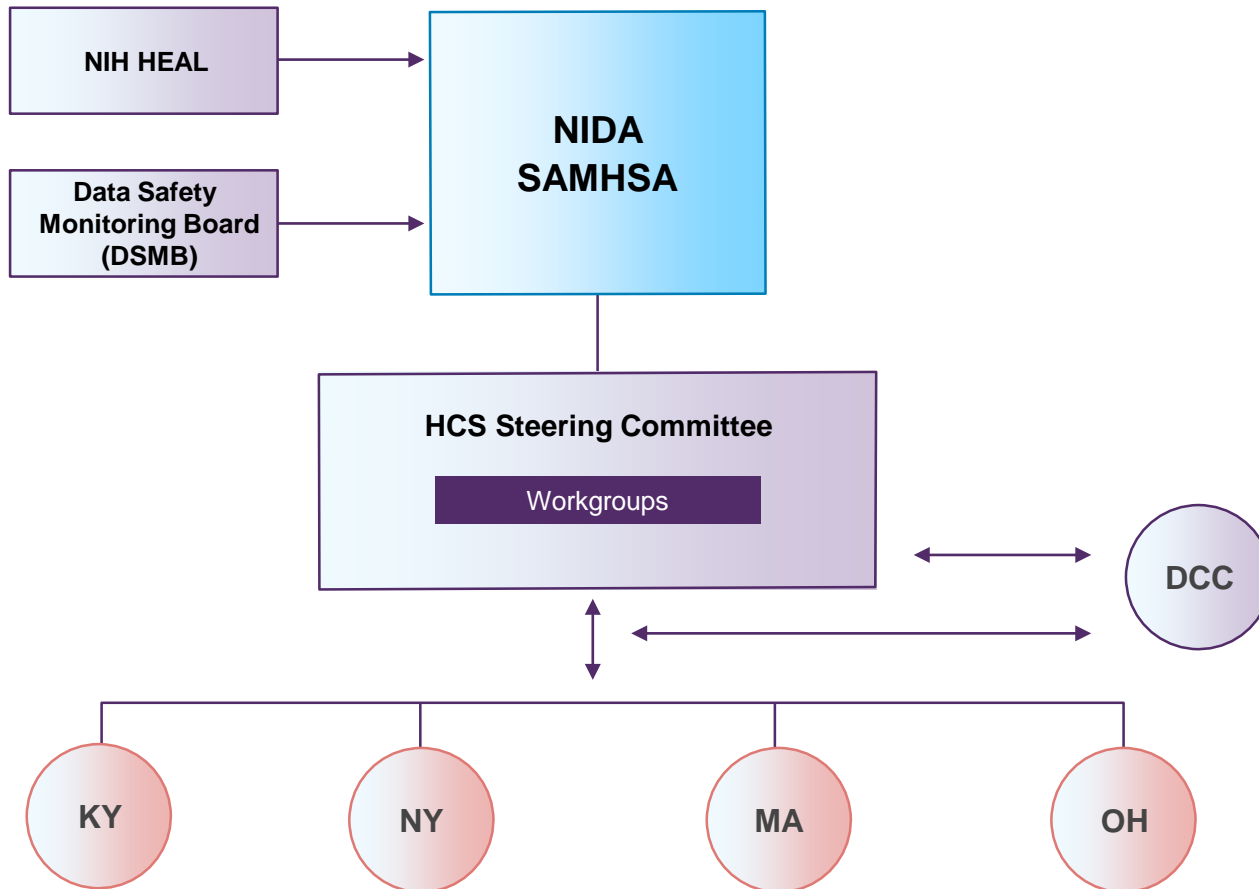 NIH HEAL
NIDA
SAMHSA
Data Safety
Monitoring Board
(DSMB)
HCS Steering Committee
Workgroups
DCC
KY
NY
MA
OH